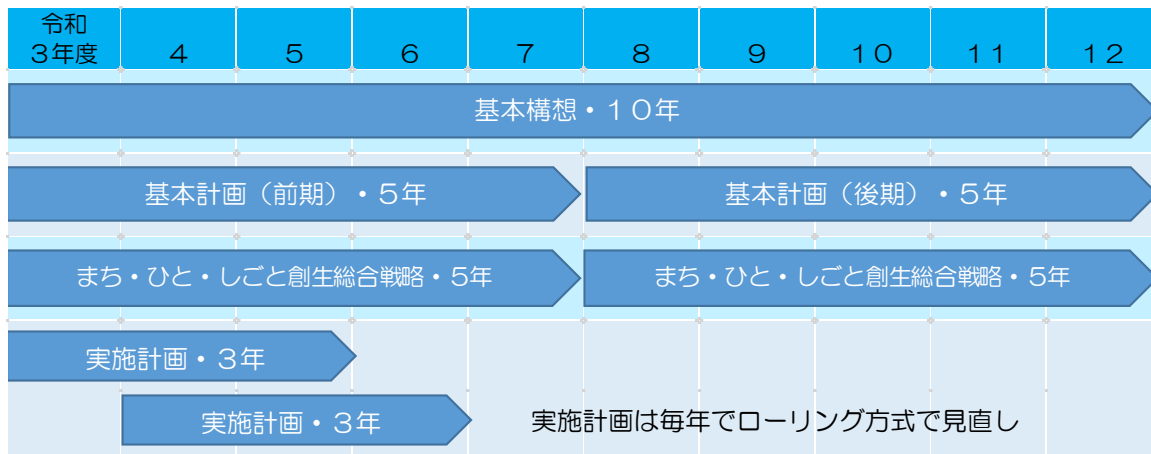 令和
３年度 ４ ５ ６ ７ ８ ９ １０ １１ １２
基本構想・１０年
基本計画（前期）・５年 基本計画（後期）・５年
まち・ひと・しごと創生総合戦略・５年 まち・ひと・しごと創生総合戦略・５年
実施計画・３年
実施計画・３年 実施計画は毎年でローリング方式で見直し